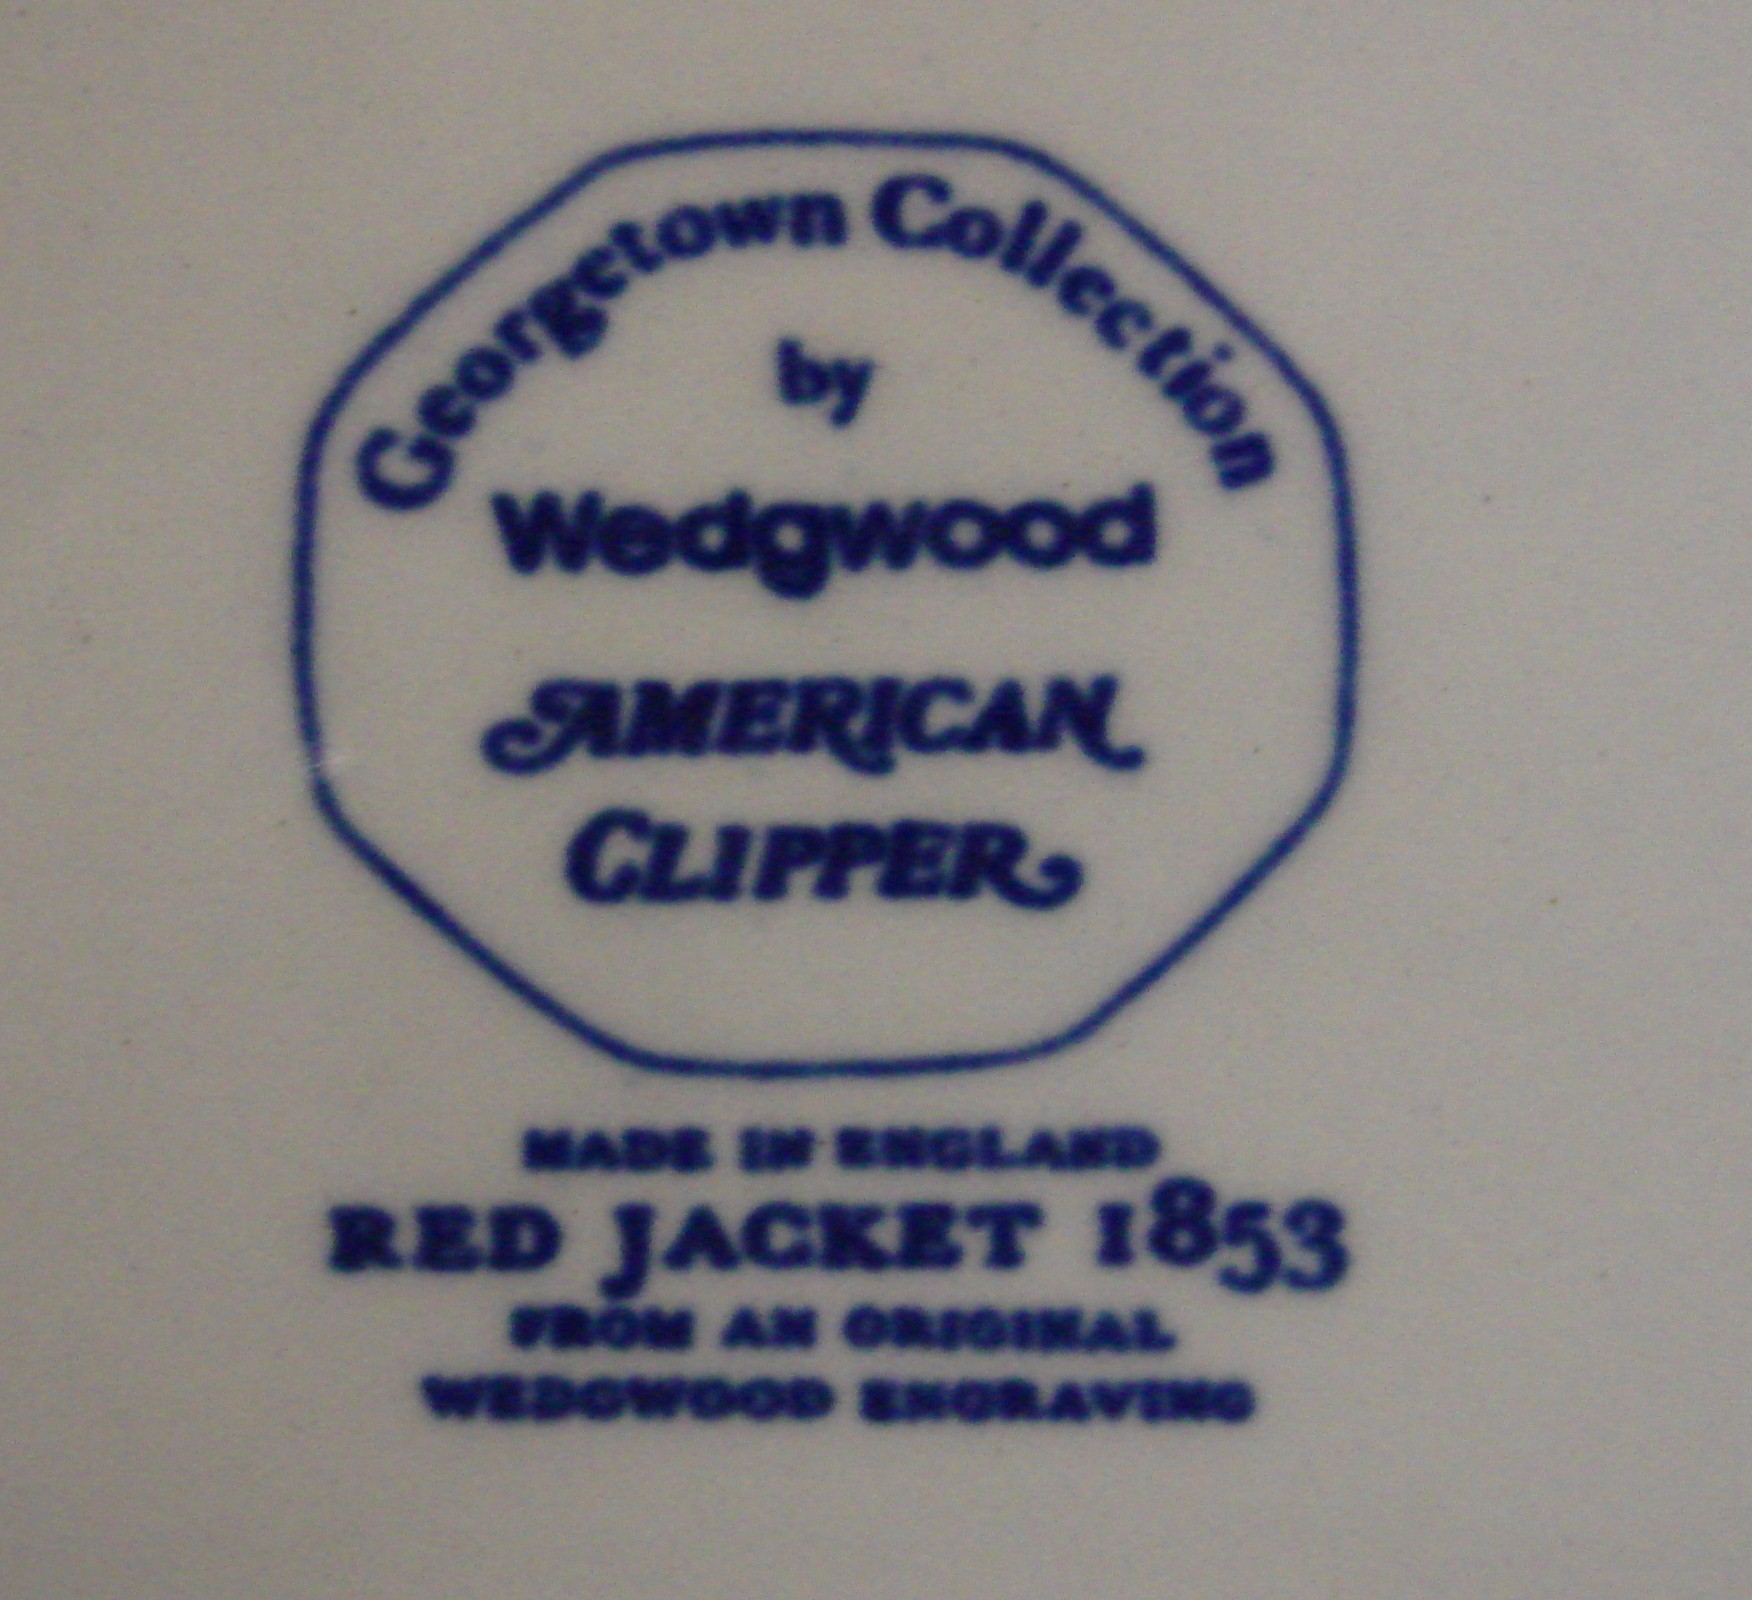 Georgetown Collection
by
Wedgwood
AMERICAN
CLIPPER
MADE IN ENGLAND
RED JACKET 1853
FROM AN ORIGINAL
WEDGWOOD ENGRAVING